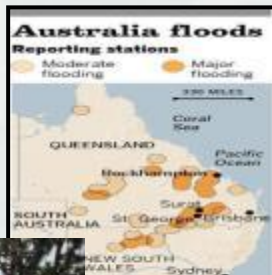 Australia floods
Reporting stations
Moderate flooding
Major flooding
330 MILES
Coral Sea
QUEENSLAND
Pacific Ocean
Rockhampton
SOUTH AUSTRALIA
Surat
St. George
Brisbane
NEW SOUTH WALES
Sydney